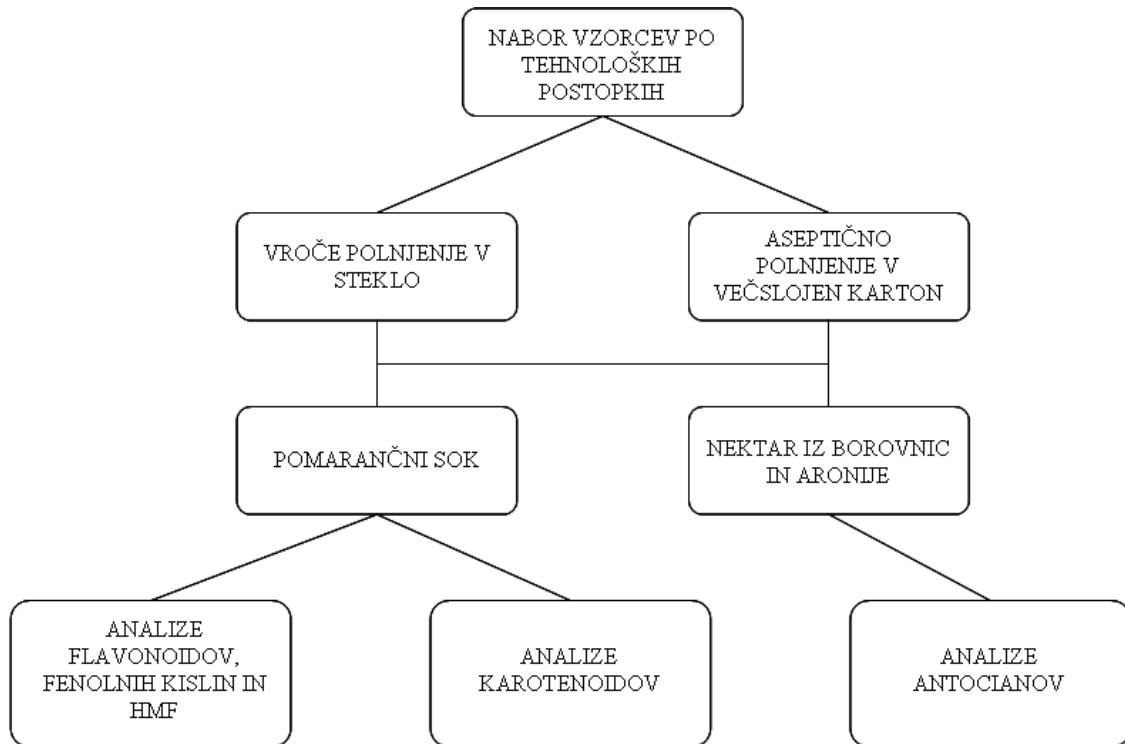 NABOR VZORCEV PO
TEHNOLOŠKIH
POSTOPKIH
VROČE POLNJENJE V
STEKLO
ASEPTIČNO
POLNJENJE V
VEČSLOJEN KARTON
POMARANČNI SOK
NEKTAR IZ BOROVNIC
IN ARONIJE
ANALIZE
FLAVONOIDOV,
FENOLNIH KISLIN IN
HMF
ANALIZE
KAROTENOIDOV
ANALIZE
ANTOCIANOV